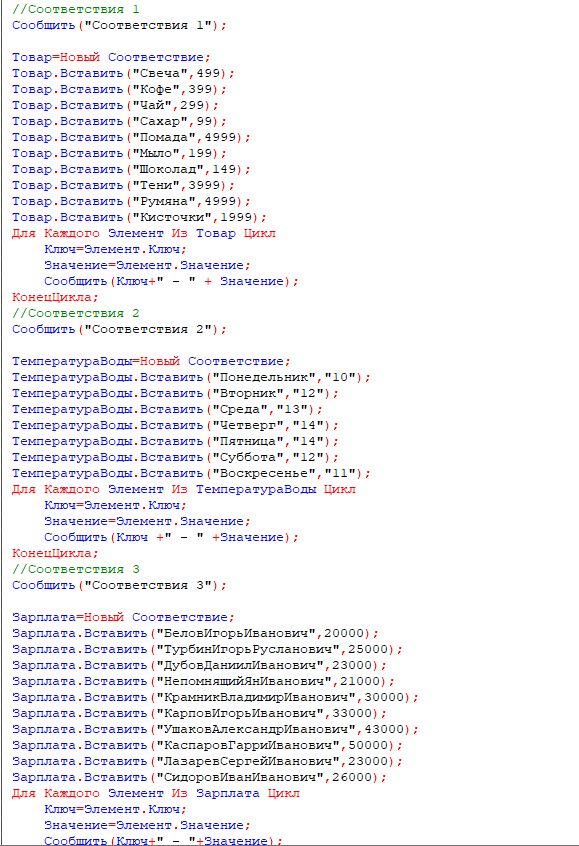 //Соответствия 1
Сообщить("Соответствия 1");
Товар=Новый Соответствие;
Товар.Вставить("Свеча",499);
Товар.Вставить("Кофе",399);
Товар.Вставить("Чай",299);
Товар.Вставить("Сахар",99);
Товар.Вставить("Помада",4999);
Товар.Вставить("Мыло",199);
Товар.Вставить("Шоколад",149);
Товар.Вставить("Тени",3999);
Товар.Вставить("Румяна",4999);
Товар.Вставить("Кисточки",1999);
Для Каждого Элемент Из Товар Цикл
Ключ=Элемент.Ключ;
Значение=Элемент.Значение;
Сообщить(Ключ+" - " + Значение);
КонецЦикла;
//Соответствия 2
Сообщить("Соответствия 2");
ТемператураВоды=Новый Соответствие;
ТемператураВоды.Вставить("Понедельник","10");
ТемператураВоды.Вставить("Вторник","12");
ТемператураВоды.Вставить("Среда","13");
ТемператураВоды.Вставить("Четверг","14");
ТемператураВоды.Вставить("Пятница","14");
ТемператураВоды.Вставить("Суббота","12");
ТемператураВоды.Вставить("Воскресенье","11");
Для Каждого Элемент Из ТемператураВоды Цикл
Ключ=Элемент.Ключ;
Значение=Элемент.Значение;
Сообщить(Ключ +" - " +Значение);
КонецЦикла;
//Соответствия 3
Сообщить("Соответствия 3");
Зарплата=Новый Соответствие;
Зарплата.Вставить("БеловИгорьИванович",20000);
Зарплата.Вставить("ТурбинИгорьРусланович",25000);
Зарплата.Вставить("ДубовДаниилИванович",23000);
Зарплата.Вставить("НепомнящийЯнИванович",21000);
Зарплата.Вставить("КрамникВладимирИванович",30000);
Зарплата.Вставить("КарповИгорьИванович",33000);
Зарплата.Вставить("УшаковАлександрИванович",43000);
Зарплата.Вставить("КаспаровГарриИванович",50000);
Зарплата.Вставить("ЛазаревСергейИванович",23000);
Зарплата.Вставить("СидоровИванИванович",26000);
Для Каждого Элемент Из Зарплата Цикл
Ключ=Элемент.Ключ;
Значение=Элемент.Значение;
Сообщить(Ключ+" - "+Значение);